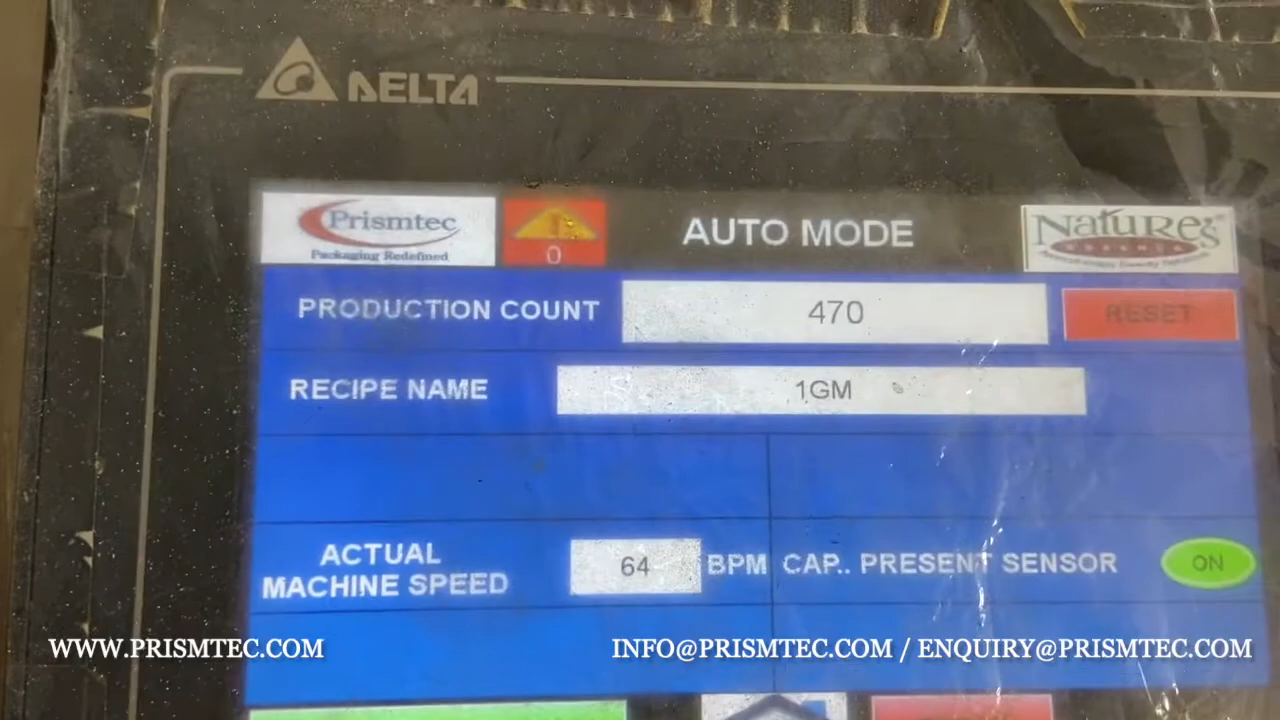 DELTA
Prismtec
Packaging Redefined
0
AUTO MODE
NATURE'S
PRODUCTION COUNT
470
RESET
RECIPE NAME
1GM
ACTUAL
MACHINE SPEED
64
BPM
CAP.. PRESENT SENSOR
ON
WWW.PRISMTEC.COM
INFO@PRISMTEC.COM / ENQUIRY@PRISMTEC.COM